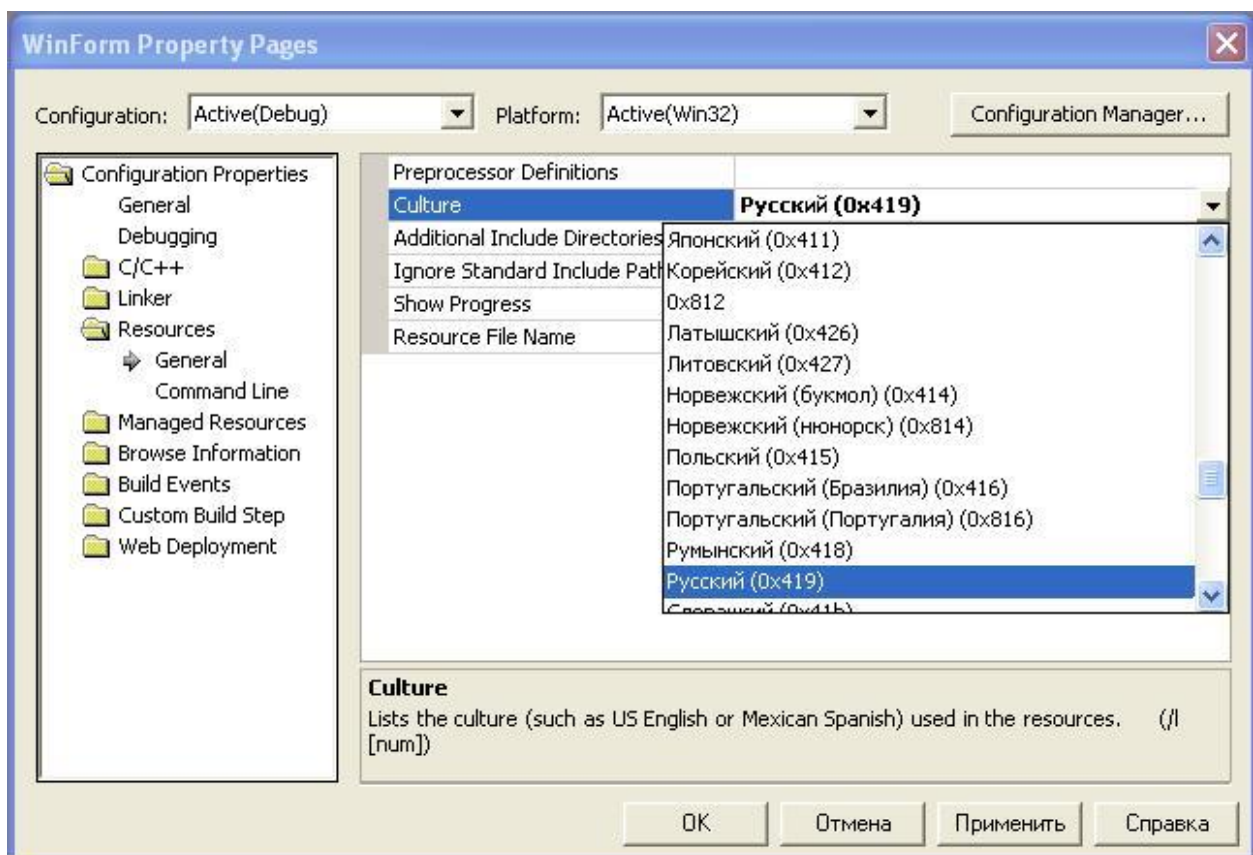 WinForm Property Pages
Configuration: Active(Debug) Platform: Active(Win32) Configuration Manager...
Configuration Properties
General
Debugging
C/C++
Linker
Resources
General
Command Line
Managed Resources
Browse Information
Build Events
Custom Build Step
Web Deployment
Preprocessor Definitions
Culture Русский (0x419)
Additional Include Directories
Ignore Standard Include Path
Show Progress
Resource File Name
Японский (0x411)
Корейский (0x412)
0x812
Латышский (0x426)
Литовский (0x427)
Норвежский (букмол) (0x414)
Норвежский (нюнорск) (0x814)
Польский (0x415)
Португальский (Бразилия) (0x416)
Португальский (Португалия) (0x816)
Румынский (0x418)
Русский (0x419)
Culture
Lists the culture (such as US English or Mexican Spanish) used in the resources. (/l
[num])
OK Отмена Применить Справка